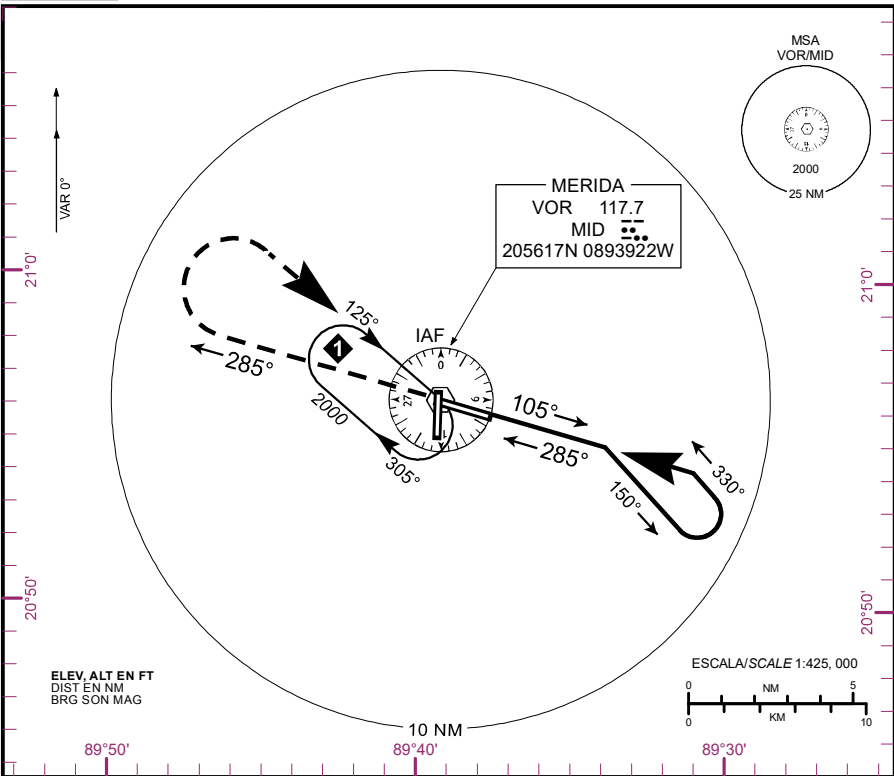 MSA
VOR/MID
2000
25 NM
VAR 0°
MERIDA
VOR 117.7
MID
205617N 0893922W
21°0'
21°0'
125°
IAF
1
285°
2000
305°
0
9
27
105°
285°
150°
330°
20°50'
20°50'
ELEV, ALT EN FT
DIST EN NM
BRG SON MAG
ESCALA/SCALE 1:425, 000
0 NM 5
0 KM 10
10 NM
89°50' 89°40' 89°30'